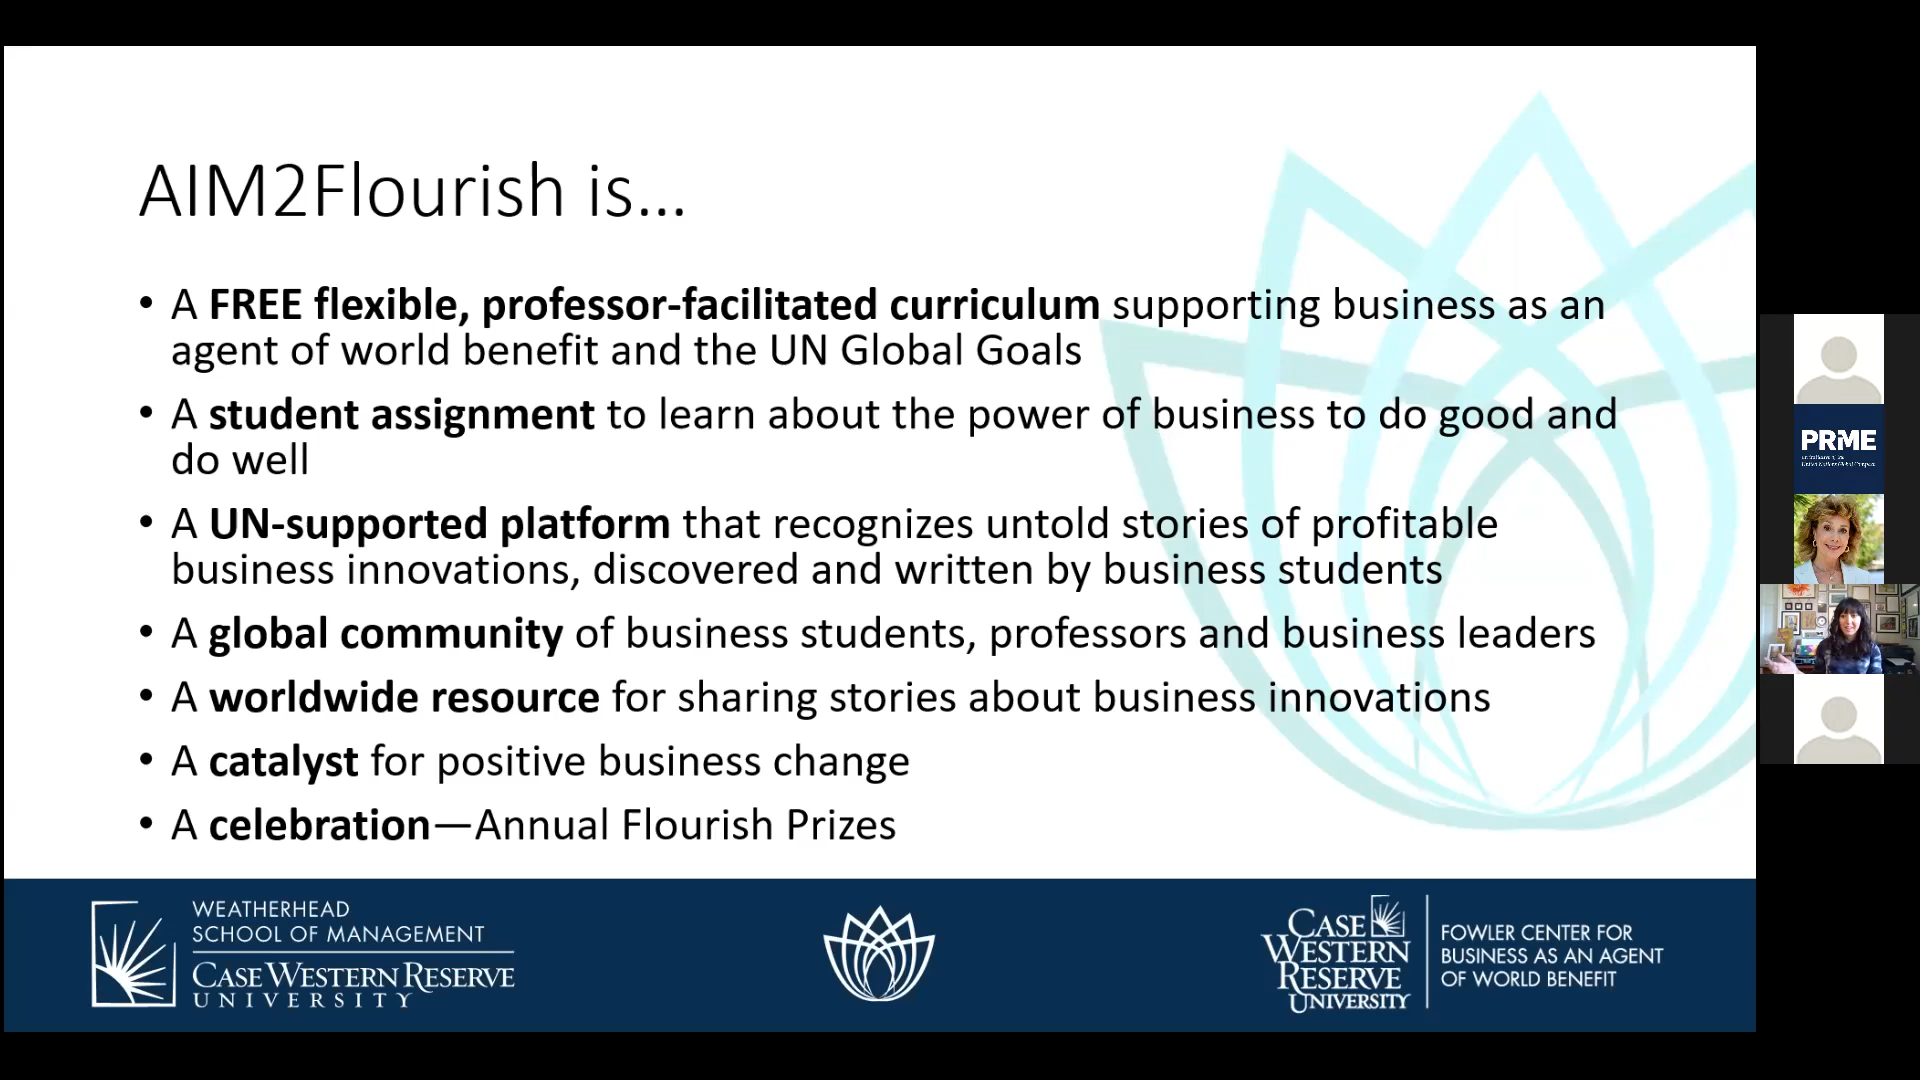 AIM2Flourish is...
• A FREE flexible, professor-facilitated curriculum supporting business as an
agent of world benefit and the UN Global Goals
• A student assignment to learn about the power of business to do good and
do well
• A UN-supported platform that recognizes untold stories of profitable
business innovations, discovered and written by business students
• A global community of business students, professors and business leaders
• A worldwide resource for sharing stories about business innovations
• A catalyst for positive business change
• A celebration—Annual Flourish Prizes
WEATHERHEAD
SCHOOL OF MANAGEMENT
CASE WESTERN RESERVE
UNIVERSITY
CASE
WESTERN
RESERVE
UNIVERSITY
FOWLER CENTER FOR
BUSINESS AS AN AGENT
OF WORLD BENEFIT
PRME